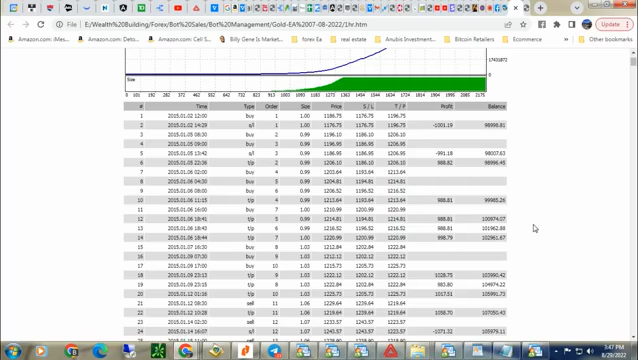 Update
E:/Wealth%20Building/Forex/Bot%20Sales/Bot%20Management/Gold-EA%2007-08-2022/1hr.htm
Amazon.com: iMes... Amazon.com: Detai... Amazon.com: Cell S... Billy Gene Is Market... forex Ea real estate Anubis Investment... Bitcoin Rubben Ecommerce Other bookmarks
17431872
0
Size
# Time Type Order Size Price S / L T / P Profit Balance
1 2015.01.02 12:00 buy 1 1.00 1186.75 1176.75 1196.75
2 2015.01.02 14:29 s/l 1 1.00 1176.75 1176.75 1196.75 -1001.19 98998.81
3 2015.01.05 08:30 buy 2 0.99 1196.10 1186.10 1206.10
4 2015.01.05 09:00 buy 3 0.99 1196.95 1186.95 1206.95
5 2015.01.05 13:42 s/l 3 0.99 1186.95 1186.95 1206.95 -991.18 98007.63
6 2015.01.05 22:36 t/p 2 0.99 1206.10 1186.10 1206.10 988.82 98996.45
7 2015.01.06 02:00 buy 4 0.99 1203.64 1193.64 1213.64
8 2015.01.06 04:30 buy 5 0.99 1204.81 1194.81 1214.81
9 2015.01.06 08:00 buy 6 0.99 1206.52 1196.52 1216.52
10 2015.01.06 11:15 t/p 4 0.99 1213.64 1193.64 1213.64 988.81 99985.26
11 2015.01.06 16:00 buy 7 1.00 1210.99 1200.99 1220.99
12 2015.01.06 18:41 t/p 5 0.99 1214.81 1194.81 1214.81 988.81 100974.07
13 2015.01.06 18:43 t/p 6 0.99 1216.52 1196.52 1216.52 988.81 101962.88
14 2015.01.06 18:44 t/p 7 1.00 1220.99 1200.99 1220.99 998.79 102961.67
15 2015.01.07 16:30 buy 8 1.03 1212.84 1202.84 1222.84
16 2015.01.09 07:30 buy 9 1.03 1212.12 1202.12 1222.12
17 2015.01.09 17:00 buy 10 1.03 1215.73 1205.73 1225.73
18 2015.01.09 23:13 t/p 9 1.03 1222.12 1202.12 1222.12 1028.75 103990.42
19 2015.01.09 23:15 t/p 8 1.03 1222.84 1202.84 1222.84 983.80 104974.22
20 2015.01.12 01:16 t/p 10 1.03 1225.73 1205.73 1225.73 1017.51 105991.73
21 2015.01.12 08:30 sell 11 1.06 1229.64 1239.64 1219.64
22 2015.01.12 10:28 t/p 11 1.06 1219.64 1239.64 1219.64 1058.70 107050.43
23 2015.01.14 02:30 sell 12 1.07 1233.57 1243.57 1223.57
24 2015.01.14 16:07 s/l 12 1.07 1243.57 1243.57 1223.57 -1071.32 105979.11
3:47 PM
8/29/2022